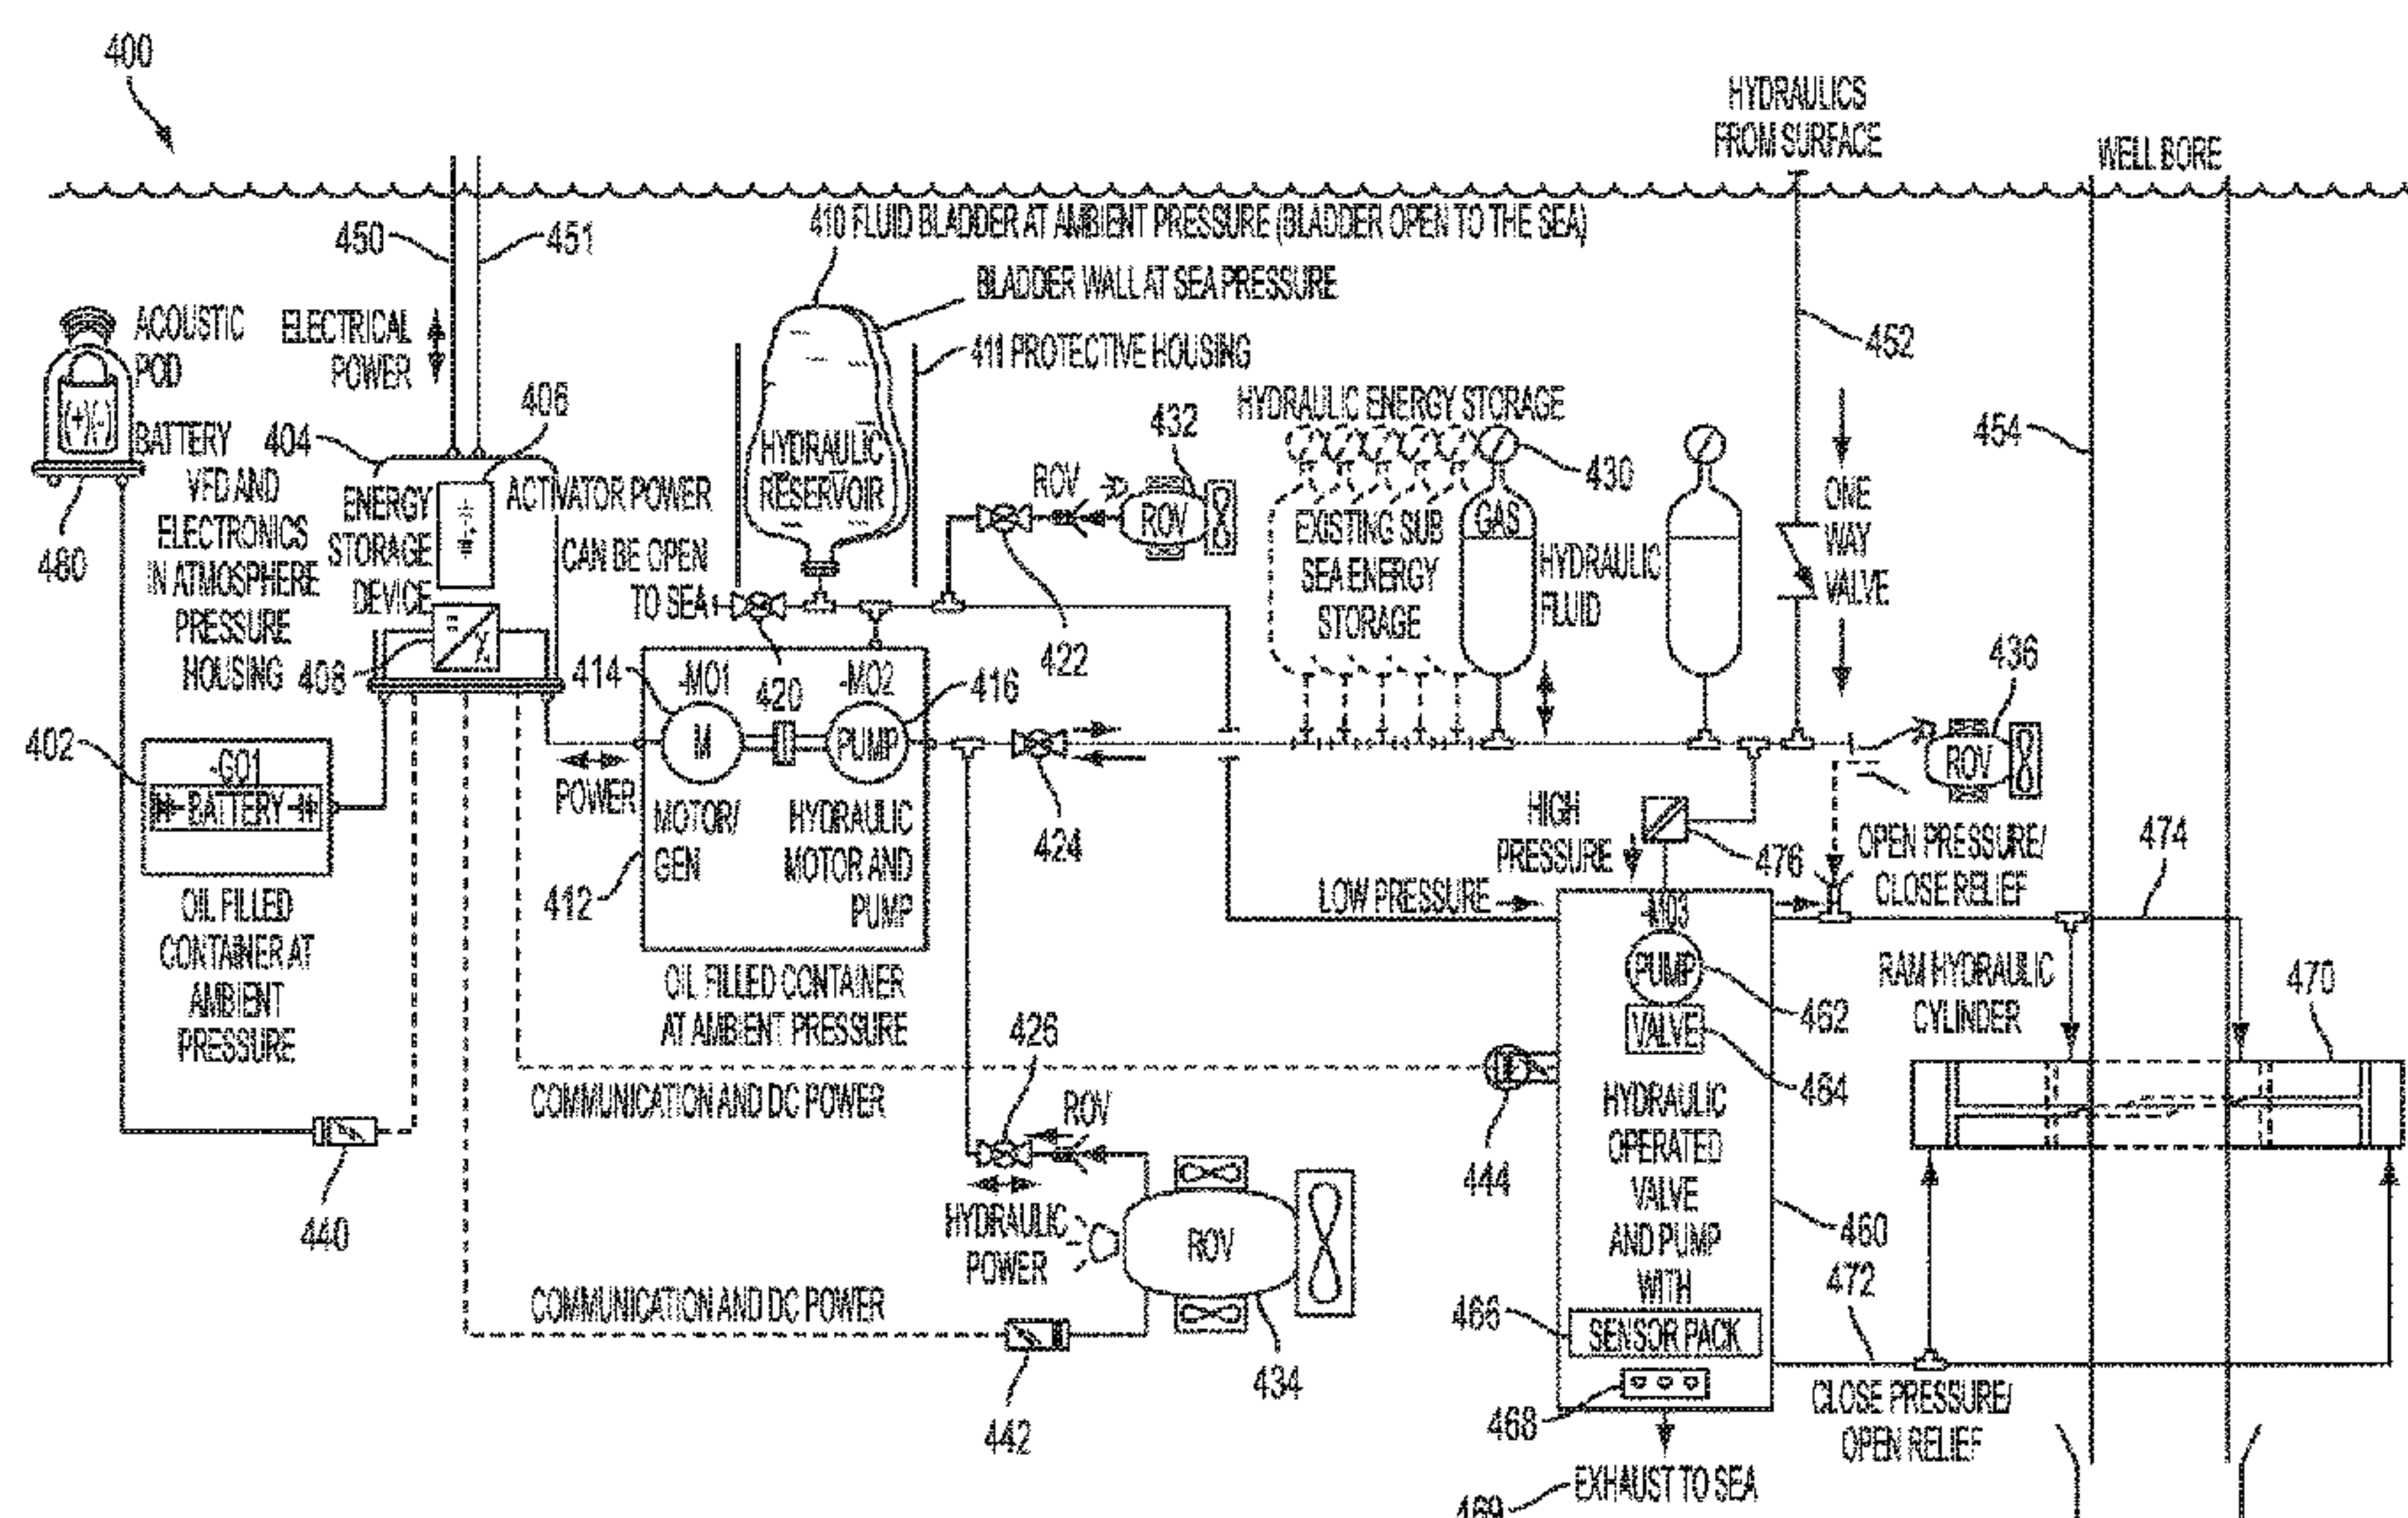 400
HYDRAULICS
FROM SURFACE
WELL BORE
410 FLUID BLADDER AT AMBIENT PRESSURE (BLADDER OPEN TO THE SEA)
450
451
BLADDER WALL AT SEA PRESSURE
ACOUSTIC
POD
ELECTRICAL
POWER
411 PROTECTIVE HOUSING
452
406
HYDRAULIC ENERGY STORAGE
432
454
(+)(-)
BATTERY
404
HYDRAULIC
RESERVOIR
ROV
ROV
430
480
VFD AND
ELECTRONICS
IN ATMOSPHERE
PRESSURE
HOUSING
ENERGY
STORAGE
DEVICE
ACTIVATOR POWER
CAN BE OPEN
TO SEA
EXISTING SUB
SEA ENERGY
STORAGE
GAS
HYDRAULIC
FLUID
ONE
WAY
VALVE
408
414
-MO1
420
-MO2
416
422
436
402
-GO1
BATTERY
M
PUMP
POWER
MOTOR/
GEN
HYDRAULIC
MOTOR AND
PUMP
424
ROV
HIGH
PRESSURE
476
OPEN PRESSURE/
CLOSE RELIEF
474
412
LOW PRESSURE
OIL FILLED
CONTAINER AT
AMBIENT
PRESSURE
OIL FILLED CONTAINER
AT AMBIENT PRESSURE
-MO3
PUMP
462
VALVE
464
RAM HYDRAULIC
CYLINDER
470
426
COMMUNICATION AND DC POWER
ROV
444
HYDRAULIC
OPERATED
VALVE
AND PUMP
WITH
440
HYDRAULIC
POWER
ROV
460
472
COMMUNICATION AND DC POWER
466
SENSOR PACK
434
442
468
CLOSE PRESSURE/
OPEN RELIEF
EXHAUST TO SEA
469